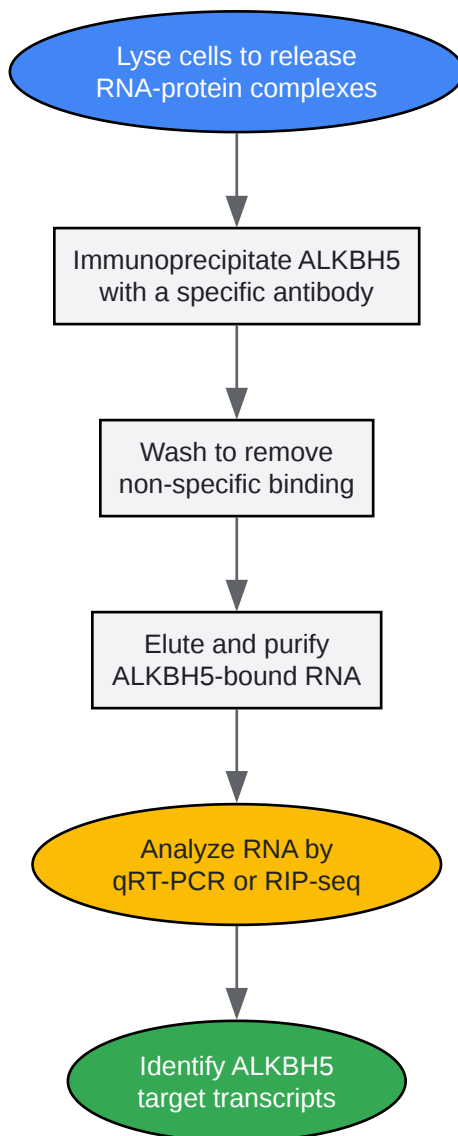 Lyse cells to release
RNA-protein complexes
Immunoprecipitate ALKBH5
with a specific antibody
Wash to remove
non-specific binding
Elute and purify
ALKBH5-bound RNA
Analyze RNA by
qRT-PCR or RIP-seq
Identify ALKBH5
target transcripts